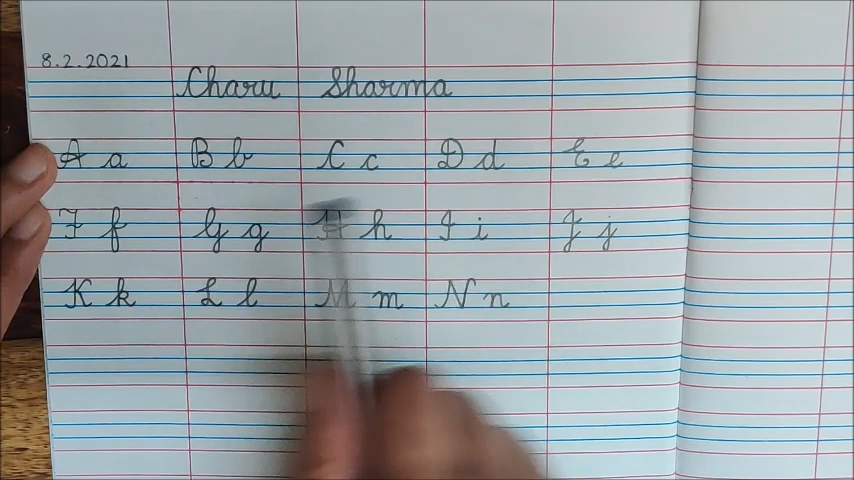 8.2.2021
Charu Sharma
A a B b C c D d E e
F f G g H h I i J j
K k L l M m N n